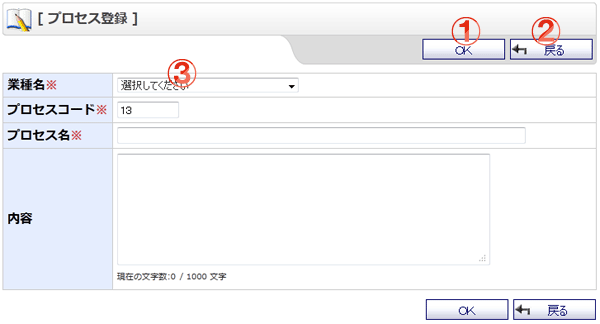 [ プロセス登録 ]
① ②
OK 戻る
③
業種名※ 選択してください
プロセスコード※ 13
プロセス名※
内容
現在の文字数:0 / 1000 文字
OK 戻る